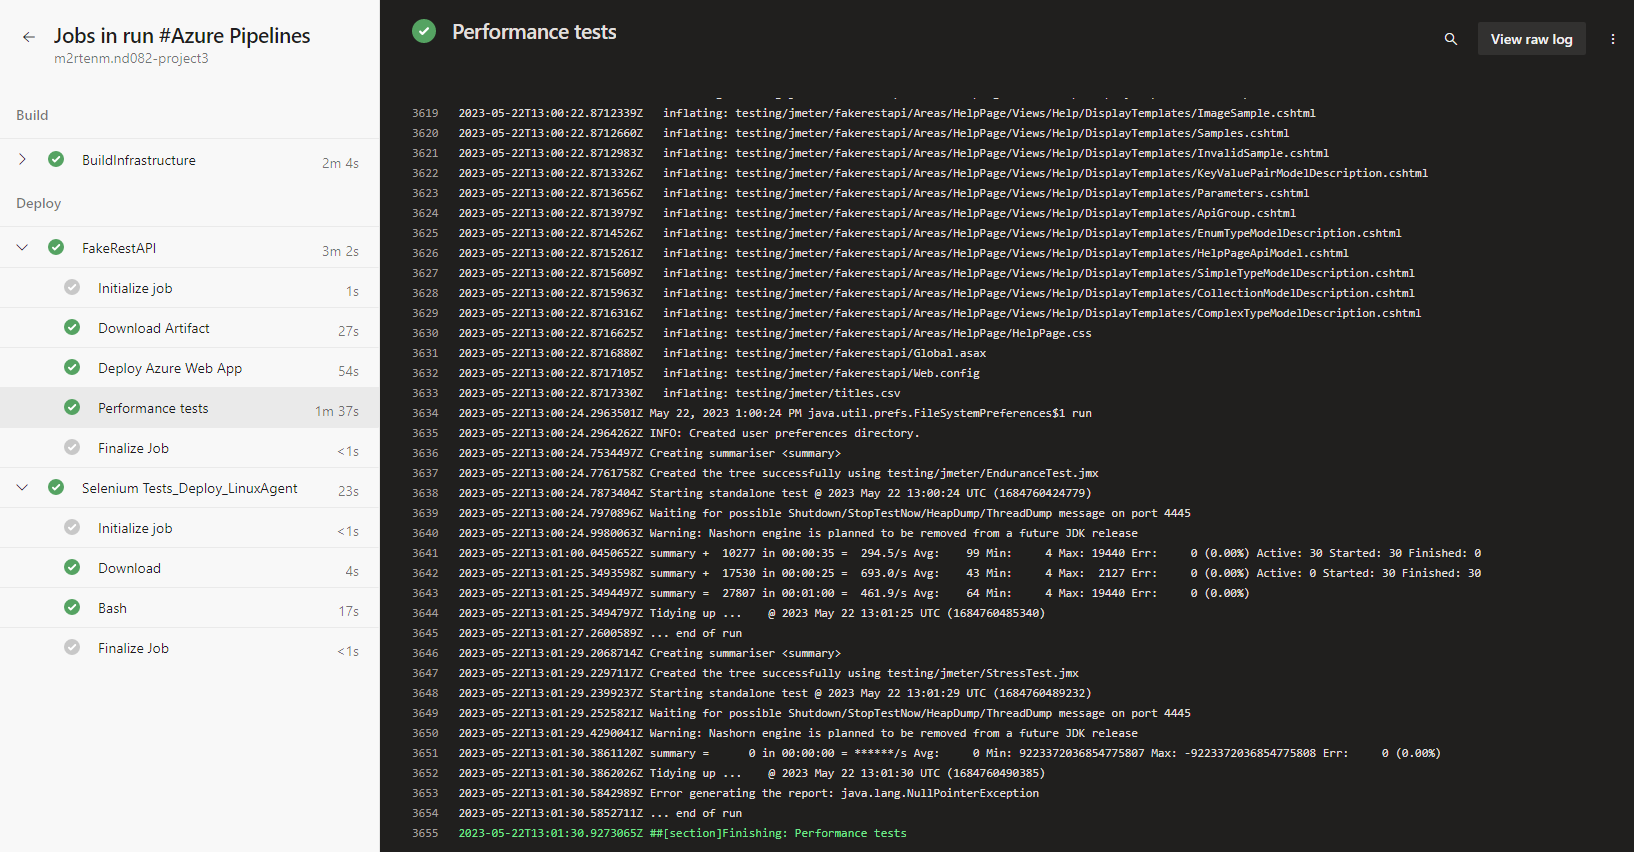 Jobs in run #Azure Pipelines
m2rtenm.nd082-project3
Build
BuildInfrastructure 2m 4s
Deploy
FakeRestAPI 3m 2s
Initialize job 1s
Download Artifact 27s
Deploy Azure Web App 54s
Performance tests 1m 37s
Finalize Job <1s
Selenium Tests_Deploy_LinuxAgent 23s
Initialize job <1s
Download 4s
Bash 17s
Finalize Job <1s
Performance tests
View raw log
3619 2023-05-22T13:00:22.8712339Z   inflating: testing/jmeter/fakerestapi/Areas/HelpPage/Views/Help/DisplayTemplates/ImageSample.cshtml
3620 2023-05-22T13:00:22.8712660Z   inflating: testing/jmeter/fakerestapi/Areas/HelpPage/Views/Help/DisplayTemplates/Samples.cshtml
3621 2023-05-22T13:00:22.8712983Z   inflating: testing/jmeter/fakerestapi/Areas/HelpPage/Views/Help/DisplayTemplates/InvalidSample.cshtml
3622 2023-05-22T13:00:22.8713326Z   inflating: testing/jmeter/fakerestapi/Areas/HelpPage/Views/Help/DisplayTemplates/KeyValuePairModelDescription.cshtml
3623 2023-05-22T13:00:22.8713656Z   inflating: testing/jmeter/fakerestapi/Areas/HelpPage/Views/Help/DisplayTemplates/Parameters.cshtml
3624 2023-05-22T13:00:22.8713979Z   inflating: testing/jmeter/fakerestapi/Areas/HelpPage/Views/Help/DisplayTemplates/ApiGroup.cshtml
3625 2023-05-22T13:00:22.8714526Z   inflating: testing/jmeter/fakerestapi/Areas/HelpPage/Views/Help/DisplayTemplates/EnumTypeModelDescription.cshtml
3626 2023-05-22T13:00:22.8715261Z   inflating: testing/jmeter/fakerestapi/Areas/HelpPage/Views/Help/DisplayTemplates/HelpPageApiModel.cshtml
3627 2023-05-22T13:00:22.8715609Z   inflating: testing/jmeter/fakerestapi/Areas/HelpPage/Views/Help/DisplayTemplates/SimpleTypeModelDescription.cshtml
3628 2023-05-22T13:00:22.8715963Z   inflating: testing/jmeter/fakerestapi/Areas/HelpPage/Views/Help/DisplayTemplates/CollectionModelDescription.cshtml
3629 2023-05-22T13:00:22.8716316Z   inflating: testing/jmeter/fakerestapi/Areas/HelpPage/Views/Help/DisplayTemplates/ComplexTypeModelDescription.cshtml
3630 2023-05-22T13:00:22.8716625Z   inflating: testing/jmeter/fakerestapi/Areas/HelpPage/HelpPage.css
3631 2023-05-22T13:00:22.8716880Z   inflating: testing/jmeter/fakerestapi/Global.asax
3632 2023-05-22T13:00:22.8717105Z   inflating: testing/jmeter/fakerestapi/Web.config
3633 2023-05-22T13:00:22.8717330Z   inflating: testing/jmeter/titles.csv
3634 2023-05-22T13:00:24.2963501Z May 22, 2023 1:00:24 PM java.util.prefs.FileSystemPreferences$1 run
3635 2023-05-22T13:00:24.2964262Z INFO: Created user preferences directory.
3636 2023-05-22T13:00:24.7534497Z Creating summariser <summary>
3637 2023-05-22T13:00:24.7761758Z Created the tree successfully using testing/jmeter/EnduranceTest.jmx
3638 2023-05-22T13:00:24.7873404Z Starting standalone test @ 2023 May 22 13:00:24 UTC (1684760424779)
3639 2023-05-22T13:00:24.7970896Z Waiting for possible Shutdown/StopTestNow/HeapDump/ThreadDump message on port 4445
3640 2023-05-22T13:00:24.9980063Z Warning: Nashorn engine is planned to be removed from a future JDK release
3641 2023-05-22T13:01:00.0450652Z summary +  10277 in 00:00:35 =  294.5/s Avg:    99 Min:     4 Max: 19440 Err:     0 (0.00%) Active: 30 Started: 30 Finished: 0
3642 2023-05-22T13:01:25.3493598Z summary +  17530 in 00:00:25 =  693.0/s Avg:    43 Min:     4 Max:  2127 Err:     0 (0.00%) Active: 0 Started: 30 Finished: 30
3643 2023-05-22T13:01:25.3494497Z summary =  27807 in 00:01:00 =  461.9/s Avg:    64 Min:     4 Max: 19440 Err:     0 (0.00%)
3644 2023-05-22T13:01:25.3494797Z Tidying up ...    @ 2023 May 22 13:01:25 UTC (1684760485340)
3645 2023-05-22T13:01:27.2600589Z ... end of run
3646 2023-05-22T13:01:29.2068714Z Creating summariser <summary>
3647 2023-05-22T13:01:29.2297117Z Created the tree successfully using testing/jmeter/StressTest.jmx
3648 2023-05-22T13:01:29.2399237Z Starting standalone test @ 2023 May 22 13:01:29 UTC (1684760489232)
3649 2023-05-22T13:01:29.2525821Z Waiting for possible Shutdown/StopTestNow/HeapDump/ThreadDump message on port 4445
3650 2023-05-22T13:01:29.4290041Z Warning: Nashorn engine is planned to be removed from a future JDK release
3651 2023-05-22T13:01:30.3861120Z summary =      0 in 00:00:00 = ******/s Avg:     0 Min: 9223372036854775807 Max: -9223372036854775808 Err:     0 (0.00%)
3652 2023-05-22T13:01:30.3862026Z Tidying up ...    @ 2023 May 22 13:01:30 UTC (1684760490385)
3653 2023-05-22T13:01:30.5842989Z Error generating the report: java.lang.NullPointerException
3654 2023-05-22T13:01:30.5852711Z ... end of run
3655 2023-05-22T13:01:30.9273065Z ##[section]Finishing: Performance tests